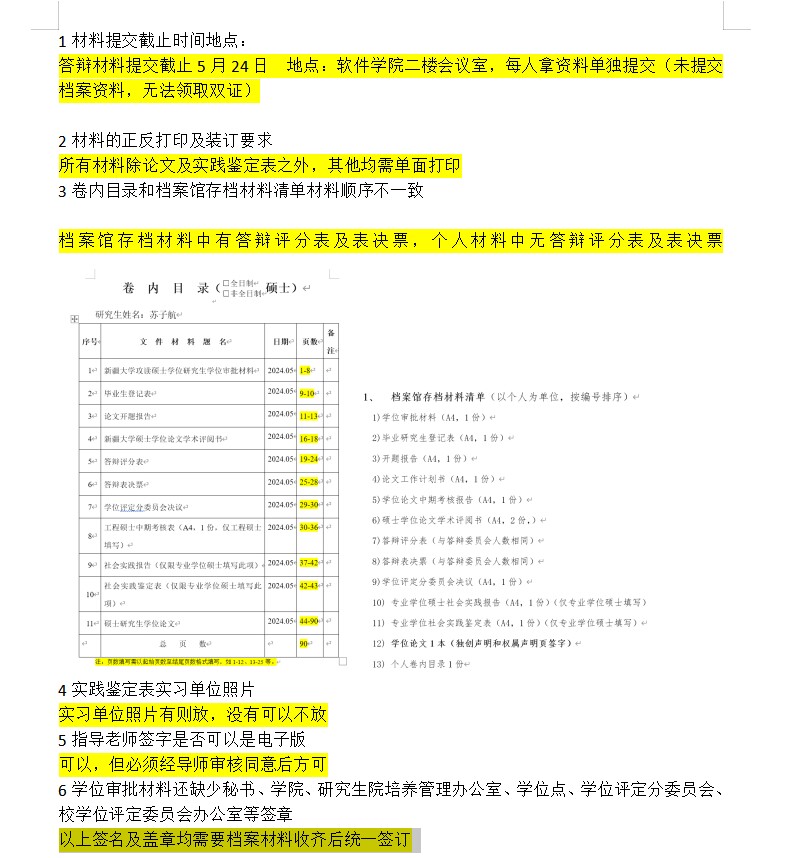 1 材料提交截止时间地点：
答辩材料提交截止 5 月 24 日　地点：软件学院二楼会议室，每人拿资料单独提交（未提交
档案资料，无法领取双证）
2 材料的正反打印及装订要求
所有材料除论文及实践鉴定表之外，其他均需单面打印
3 卷内目录和档案馆存档材料清单材料顺序不一致
档案馆存档材料中有答辩评分表及表决票，个人材料中无答辩评分表及表决票
卷 内 目 录（□全日制 □非全日制 硕士）
研究生姓名：苏子航
序号 文 件 材 料 题 名 日期 页数 备注
1 新疆大学攻读硕士学位研究生学位审批材料 2024.05 1-8
2 毕业生登记表 2024.05 9-10
3 论文开题报告 2024.05 11-13
4 新疆大学硕士学位论文学术评阅书 2024.05 16-18
5 答辩评分表 2024.05 19-24
6 答辩表决票 2024.05 25-28
7 学位评定分委员会决议 2024.05 29-30
8 工程硕士中期考核表（A4，1 份，仅工程硕士 2024.05 30-36
填写）
9 社会实践报告（仅限专业学位硕士填写此项） 2024.05 37-42
10 社会实践鉴定表（仅限专业学位硕士填写此 2024.05 42-43
项）
11 硕士研究生学位论文 2024.05 44-90
总 页 数 90
注：页数填写需以起始页数至结尾页数格式填写，如 1-12、13-23 等。
1、 档案馆存档材料清单（以个人为单位，按编号排序）
1)学位审批材料（A4，1 份）
2)毕业研究生登记表（A4，1 份）
3)开题报告（A4，1 份）
4)论文工作计划书（A4，1 份）
5)学位论文中期考核报告（A4，1 份）
6)硕士学位论文学术评阅书（A4，2 份，）
7)答辩评分表（与答辩委员会人数相同）
8)答辩表决票（与答辩委员会人数相同）
9)学位评定分委员会决议（A4，1 份）
10) 专业学位硕士社会实践报告（A4，1 份）（仅专业学位硕士填写）
11) 专业学位社会实践鉴定表（A4，1 份）（仅专业学位硕士填写）
12) 学位论文 1 本（独创声明和权属声明页签字）
13) 个人卷内目录 1 份
4 实践鉴定表实习单位照片
实习单位照片有则放，没有可以不放
5 指导老师签字是否可以是电子版
可以，但必须经导师审核同意后方可
6 学位审批材料还缺少秘书、学院、研究生院培养管理办公室、学位点、学位评定分委员会、
校学位评定委员会办公室等签章
以上签名及盖章均需要档案材料收齐后统一签订